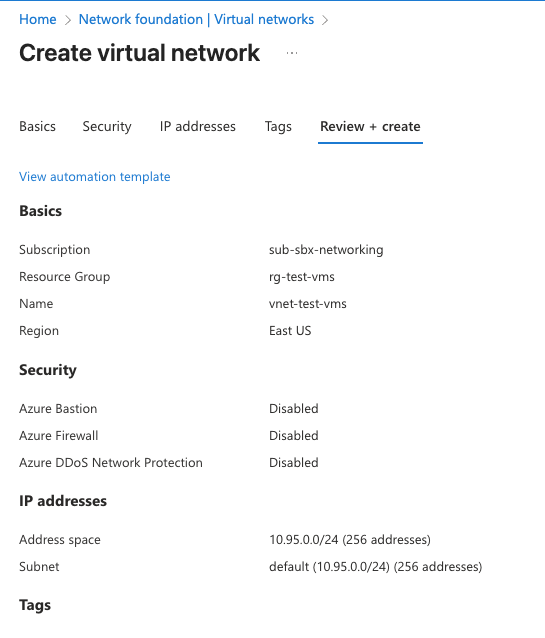 Home > Network foundation | Virtual networks >
Create virtual network ...
Basics Security IP addresses Tags Review + create
View automation template
Basics
Subscription sub-sbx-networking
Resource Group rg-test-vms
Name vnet-test-vms
Region East US
Security
Azure Bastion Disabled
Azure Firewall Disabled
Azure DDoS Network Protection Disabled
IP addresses
Address space 10.95.0.0/24 (256 addresses)
Subnet default (10.95.0.0/24) (256 addresses)
Tags